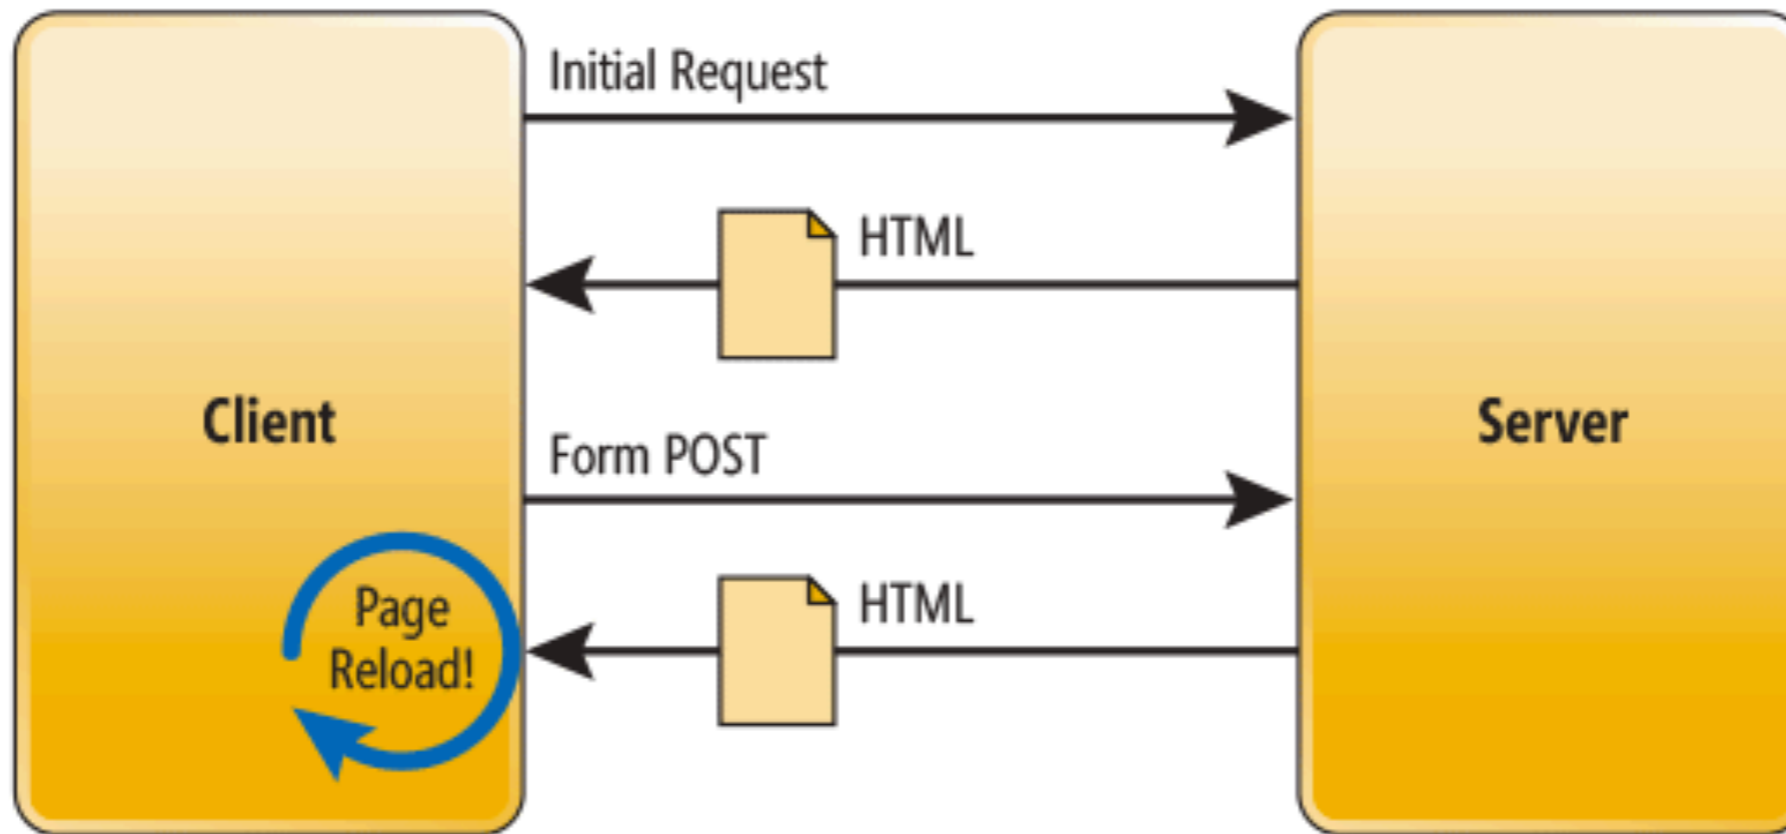 Initial Request
HTML
Client
Server
Form POST
HTML
Page
Reload!